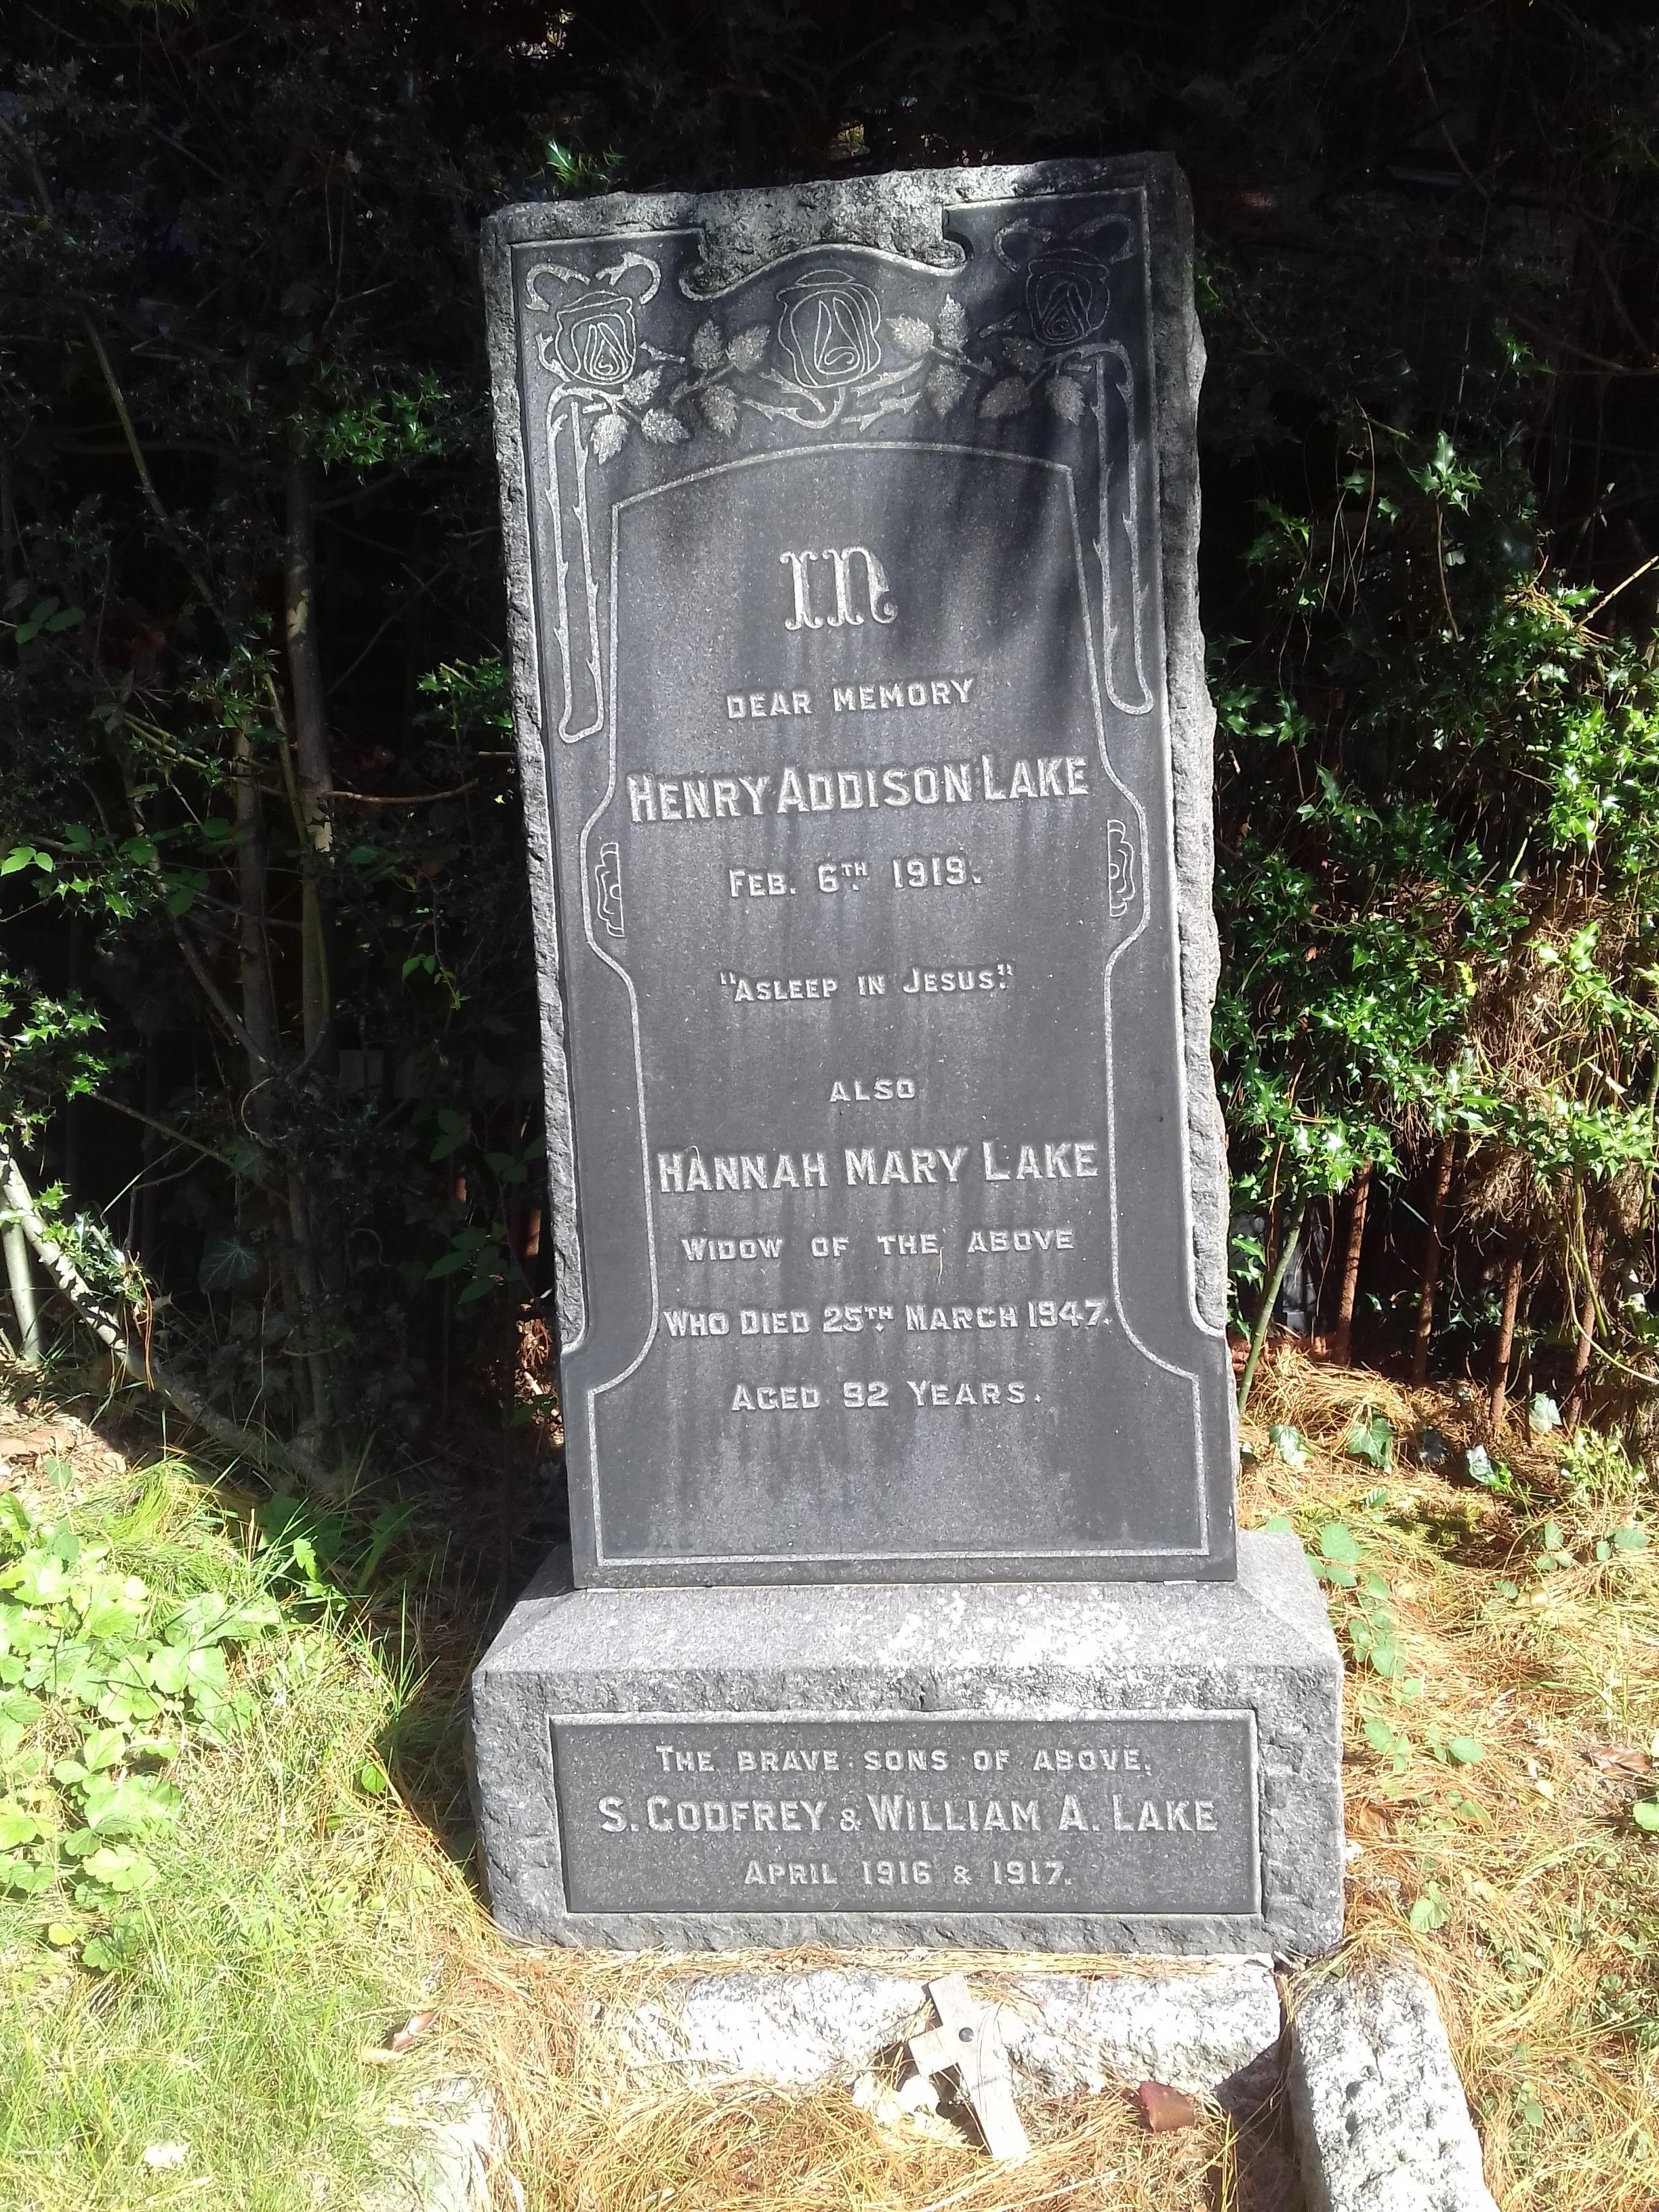 IN
DEAR MEMORY
HENRY ADDISON LAKE
FEB. 6TH 1919.
"ASLEEP IN JESUS."
ALSO
HANNAH MARY LAKE
WIDOW OF THE ABOVE
WHO DIED 25TH MARCH 1947.
AGED 92 YEARS.
THE BRAVE SONS OF ABOVE,
S. GODFREY & WILLIAM A. LAKE
APRIL 1916 & 1917.